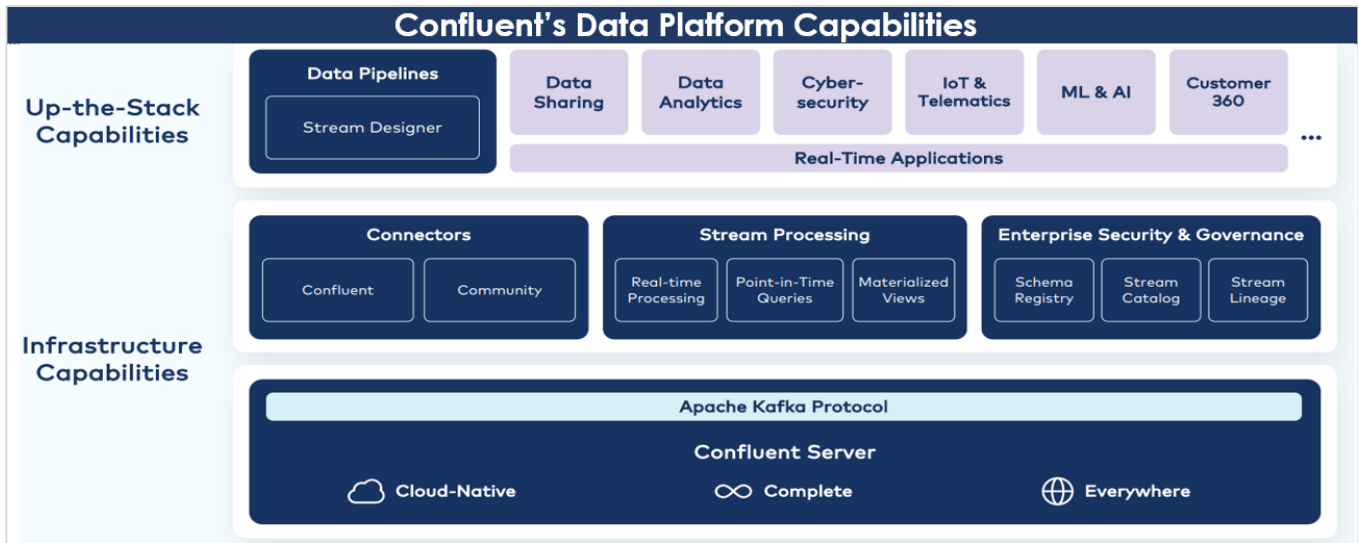 Confluent's Data Platform Capabilities
Up-the-Stack
Capabilities
Data Pipelines
Stream Designer
Data
Sharing
Data
Analytics
Cyber-
security
IoT &
Telematics
ML & AI
Customer
360
...
Real-Time Applications
Infrastructure
Capabilities
Connectors
Confluent
Community
Stream Processing
Real-time
Processing
Point-in-Time
Queries
Materialized
Views
Enterprise Security & Governance
Schema
Registry
Stream
Catalog
Stream
Lineage
Apache Kafka Protocol
Confluent Server
Cloud-Native
Complete
Everywhere